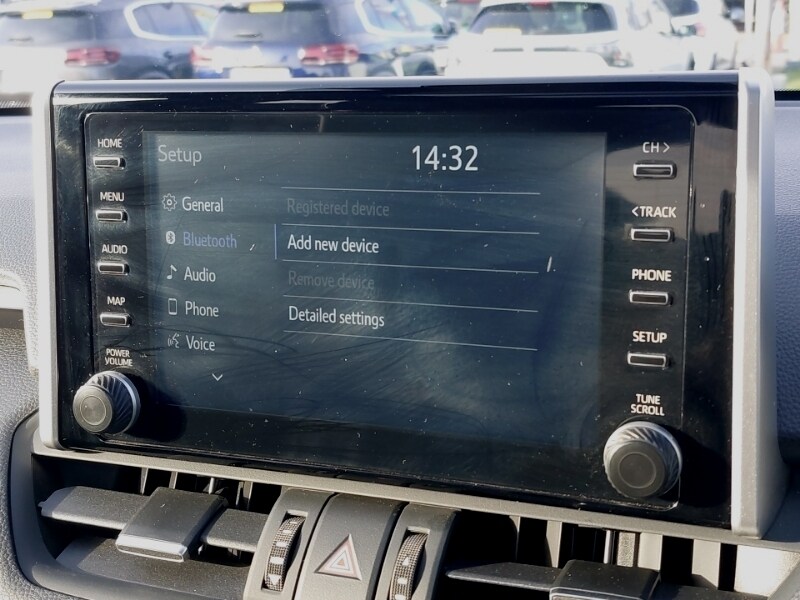 HOME
MENU
AUDIO
MAP
POWER
VOLUME
Setup
14:32
General
Bluetooth
Audio
Phone
Voice
Registered device
Add new device
Remove device
Detailed settings
CH >
< TRACK
PHONE
SETUP
TUNE
SCROLL